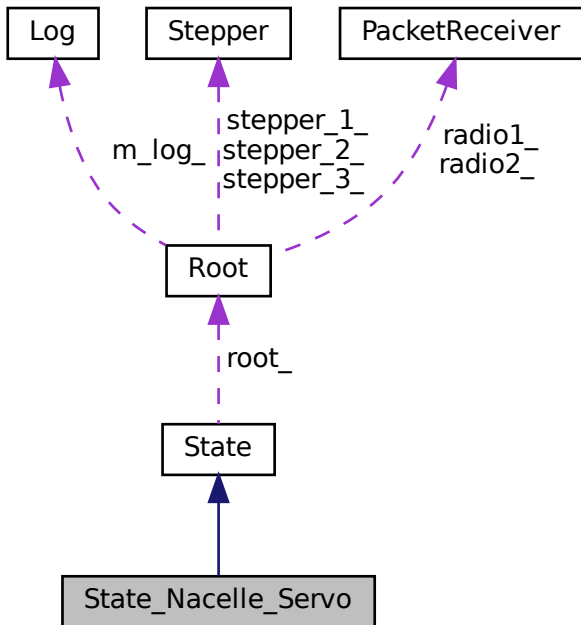 Log
Stepper
PacketReceiver
m_log_
stepper_1_
stepper_2_
stepper_3_
radio1_
radio2_
Root
root_
State
State_Nacelle_Servo